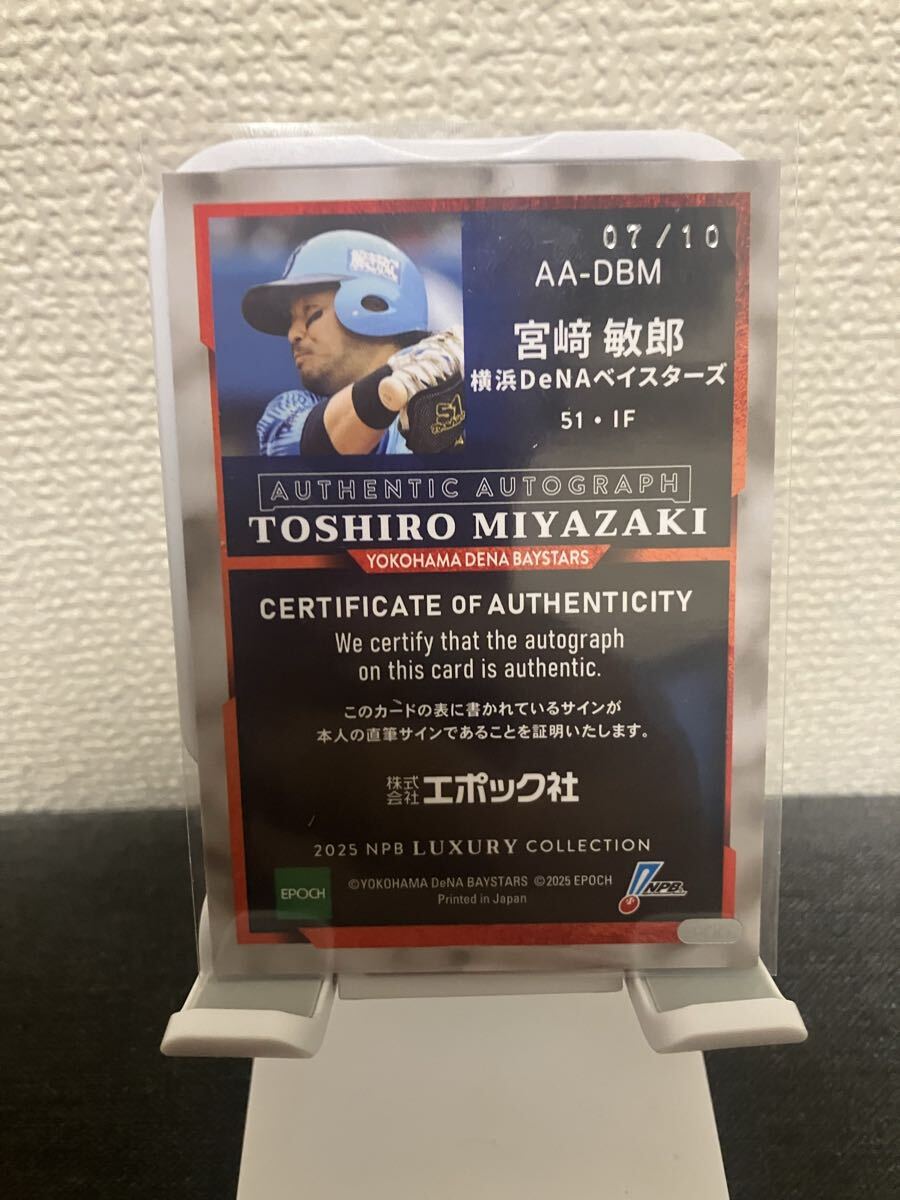 07/10
AA-DBM
宮﨑 敏郎
横浜DeNAベイスターズ
51・IF
51
AUTHENTIC AUTOGRAPH
TOSHIRO MIYAZAKI
YOKOHAMA DENA BAYSTARS
CERTIFICATE OF AUTHENTICITY
We certify that the autograph
on this card is authentic.
このカードの表に書かれているサインが
本人の直筆サインであることを証明いたします。
株式会社エポック社
2025 NPB LUXURY COLLECTION
EPOCH
©YOKOHAMA DeNA BAYSTARS ©2025 EPOCH
Printed in Japan
NPB